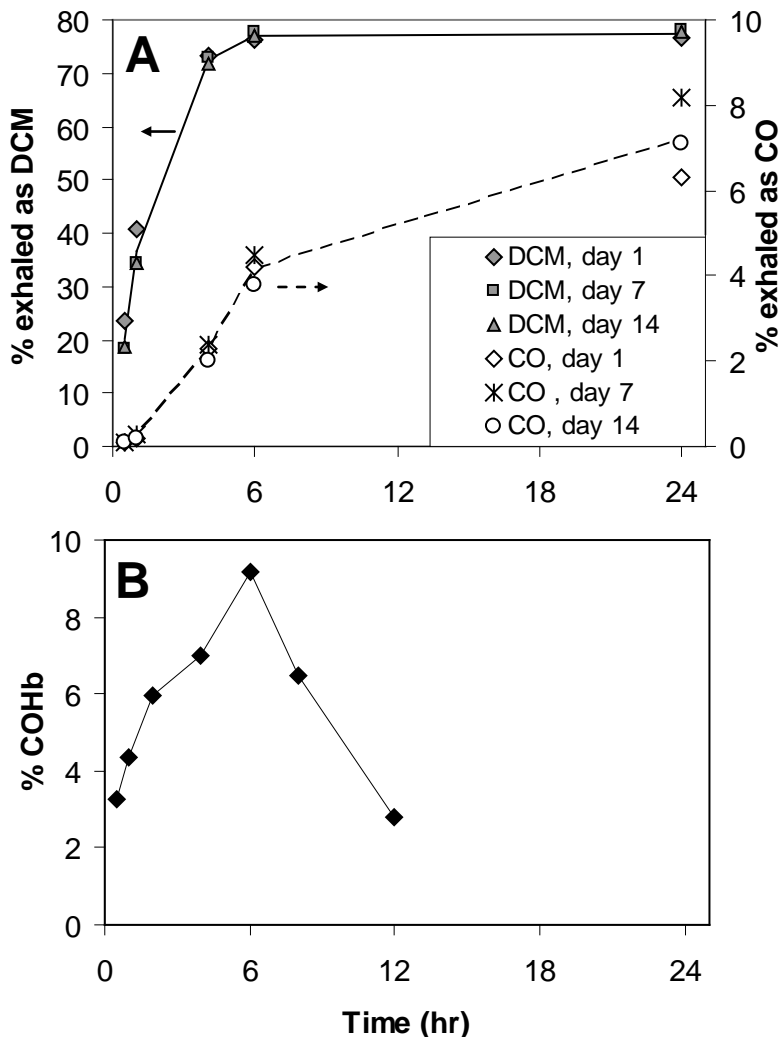 A
% exhaled as DCM
80
70
60
50
40
30
20
10
0
% exhaled as CO
10
8
6
4
2
0
DCM, day 1
DCM, day 7
DCM, day 14
CO, day 1
CO , day 7
CO, day 14
0 6 12 18 24
B
% COHb
10
8
6
4
2
0
0 6 12 18 24
Time (hr)